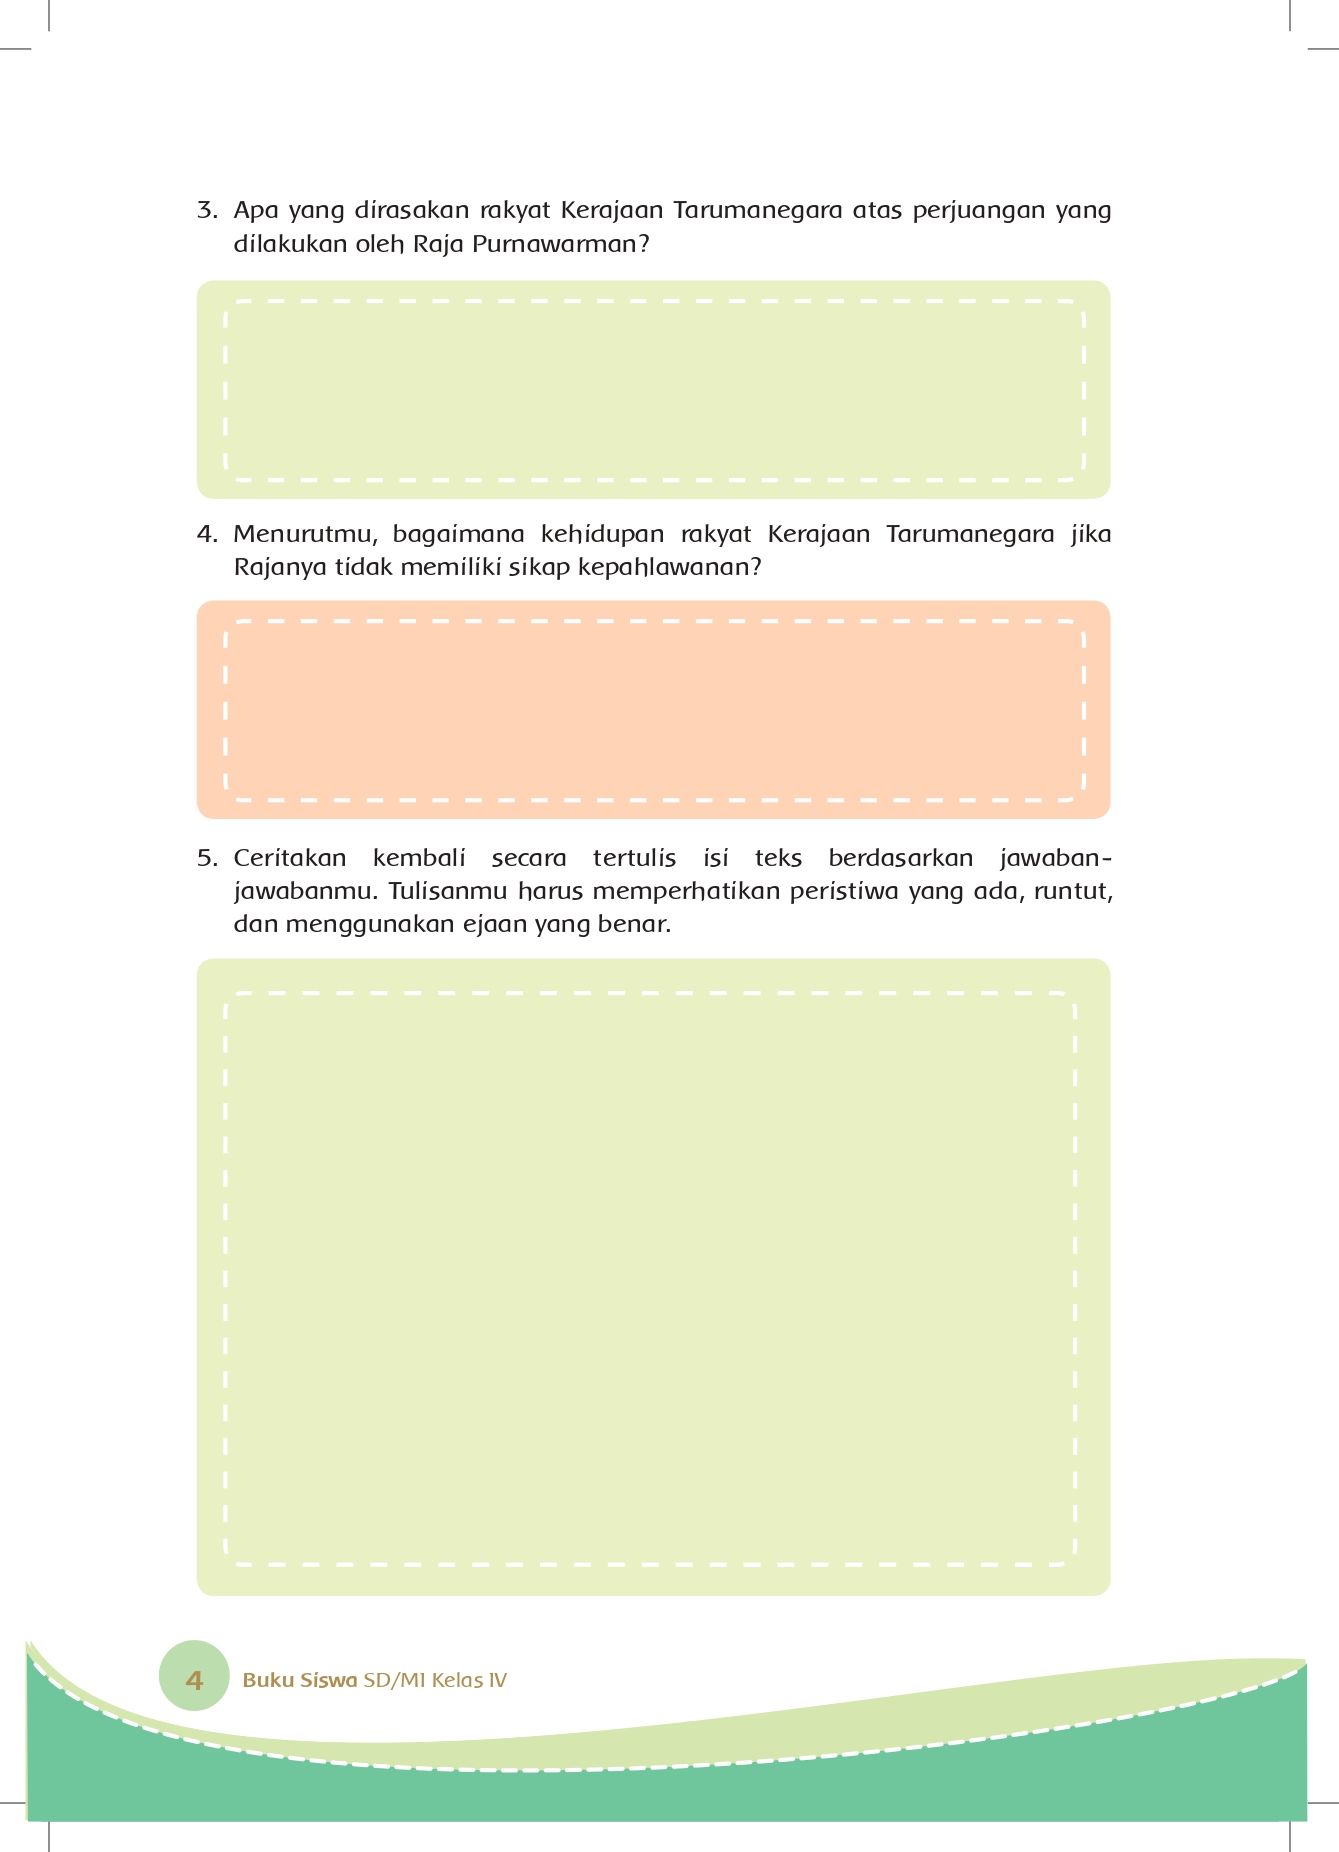 3. Apa yang dirasakan rakyat Kerajaan Tarumanegara atas perjuangan yang
dilakukan oleh Raja Purnawarman?
4. Menurutmu, bagaimana kehidupan rakyat Kerajaan Tarumanegara jika
Rajanya tidak memiliki sikap kepahlawanan?
5. Ceritakan kembali secara tertulis isi teks berdasarkan jawaban-
jawabanmu. Tulisanmu harus memperhatikan peristiwa yang ada, runtut,
dan menggunakan ejaan yang benar.
4 Buku Siswa SD/MI Kelas IV